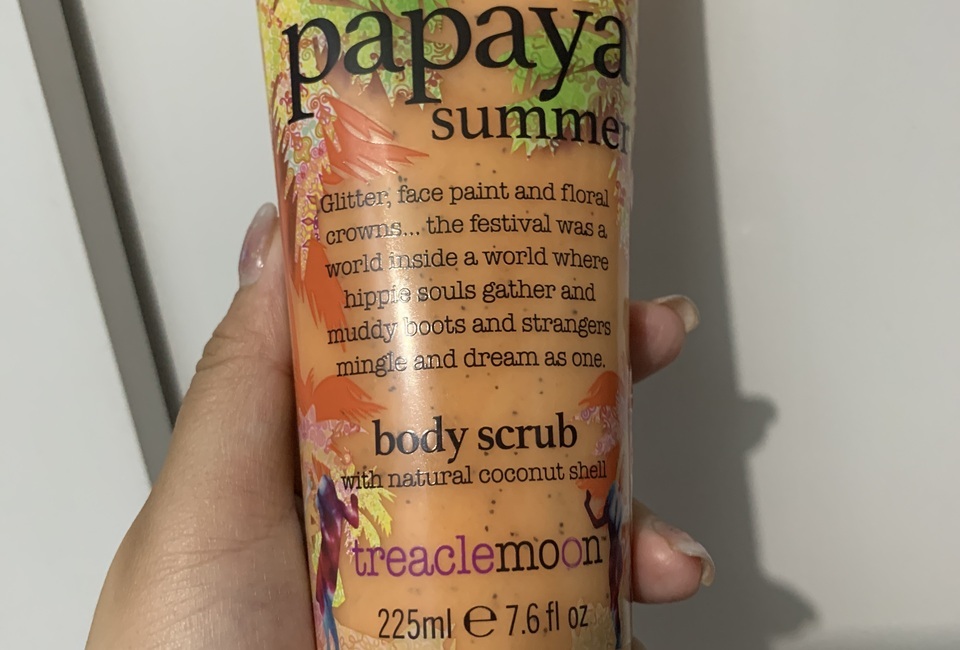 papaya
summer
Glitter, face paint and floral
crowns... the festival was a
world inside a world where
hippie souls gather and
muddy boots and strangers
mingle and dream as one.
body scrub
with natural coconut shell
treaclemoon™
225ml ℮ 7.6 fl oz